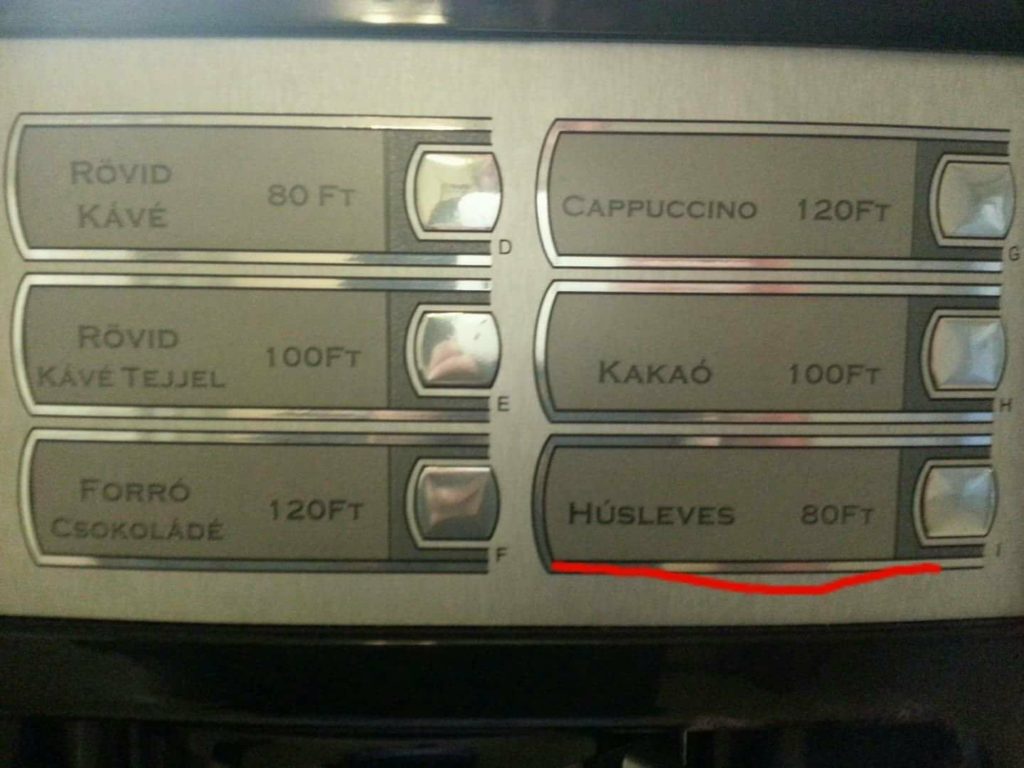 RÖVID
KÁVÉ
80 FT
D
RÖVID
KÁVÉ TEJJEL
100FT
E
FORRÓ
CSOKOLÁDÉ
120FT
F
CAPPUCCINO 120FT
G
KAKAÓ 100FT
H
HÚSLEVES 80FT
I